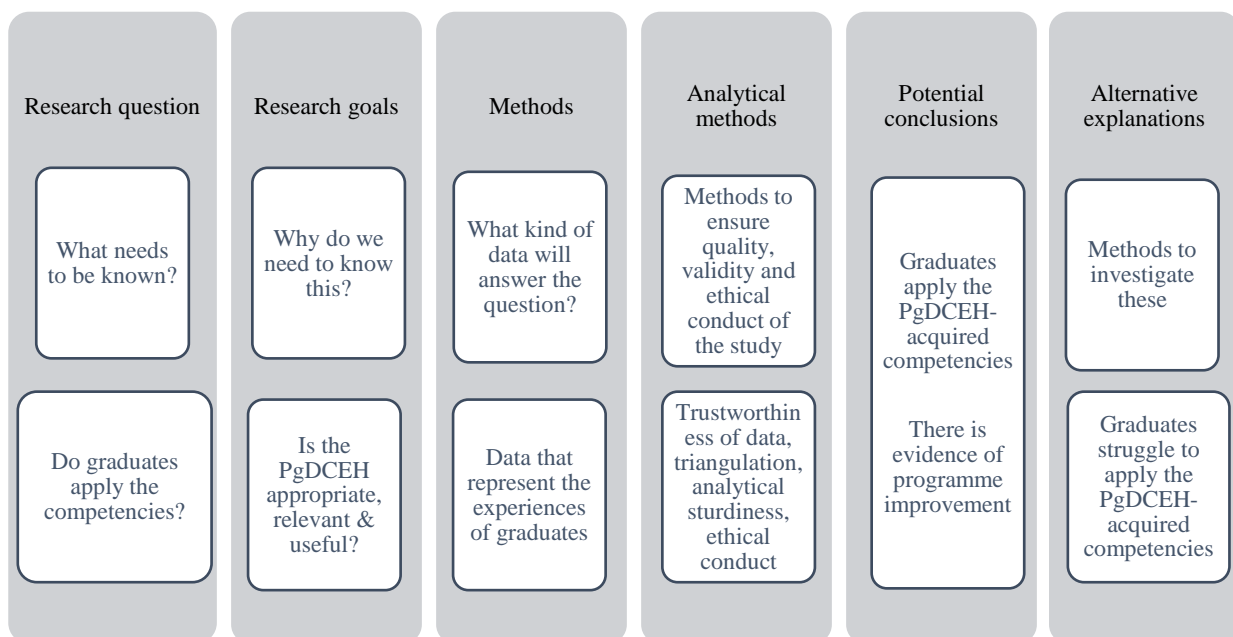 Research question
What needs
to be known?
Do graduates
apply the
competencies?
Research goals
Why do we
need to know
this?
Is the
PgDCEH
appropriate,
relevant &
useful?
Methods
What kind of
data will
answer the
question?
Data that
represent the
experiences
of graduates
Analytical
methods
Methods to
ensure
quality,
validity and
ethical
conduct of
the study
Trustworthin
ess of data,
triangulation,
analytical
sturdiness,
ethical
conduct
Potential
conclusions
Graduates
apply the
PgDCEH-
acquired
competencies
There is
evidence of
programme
improvement
Alternative
explanations
Methods to
investigate
these
Graduates
struggle to
apply the
PgDCEH-
acquired
competencies